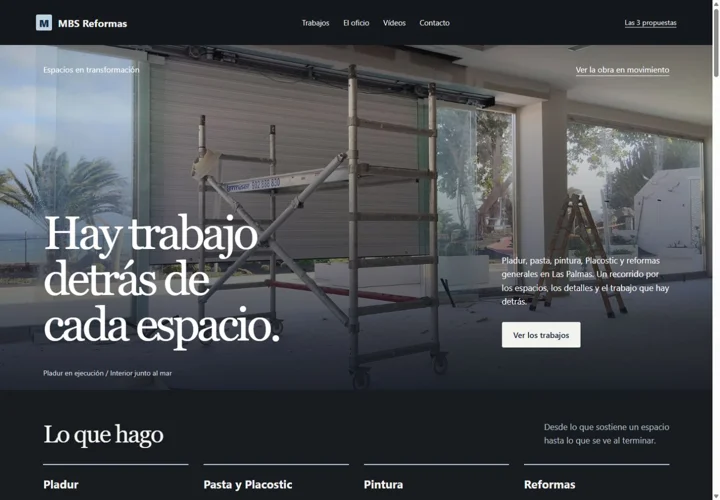 M MBS Reformas
Trabajos El oficio Vídeos Contacto
Las 3 propuestas
Espacios en transformación
Ver la obra en movimiento
Hay trabajo
detrás de
cada espacio.
Pladur, pasta, pintura, Placostic y reformas
generales en Las Palmas. Un recorrido por
los espacios, los detalles y el trabajo que hay
detrás.
Ver los trabajos
Pladur en ejecución / Interior junto al mar
Lo que hago
Desde lo que sostiene un espacio
hasta lo que se ve al terminar.
Pladur
Pasta y Placostic
Pintura
Reformas